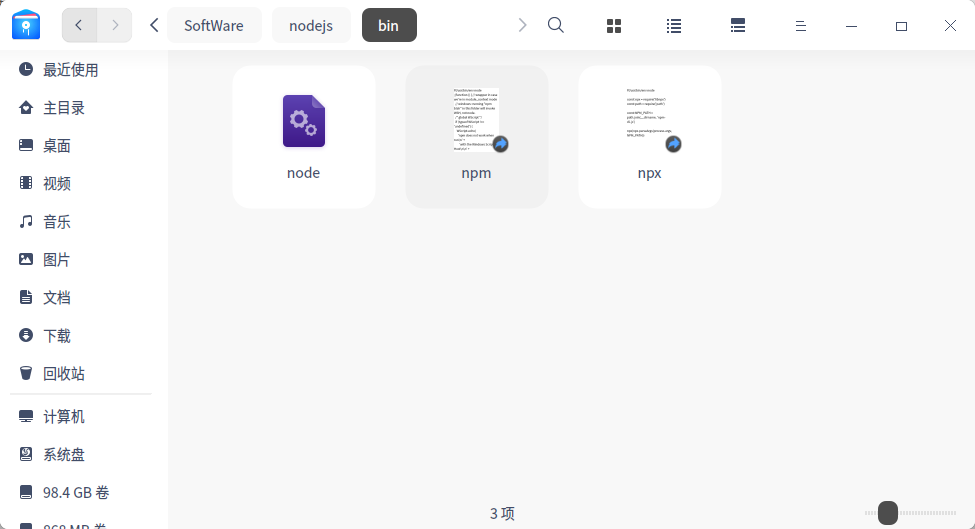 SoftWare
nodejs
bin
最近使用
主目录
桌面
视频
音乐
图片
文档
下载
回收站
计算机
系统盘
98.4 GB 卷
868 MB 卷
node
npm
npx
3 项